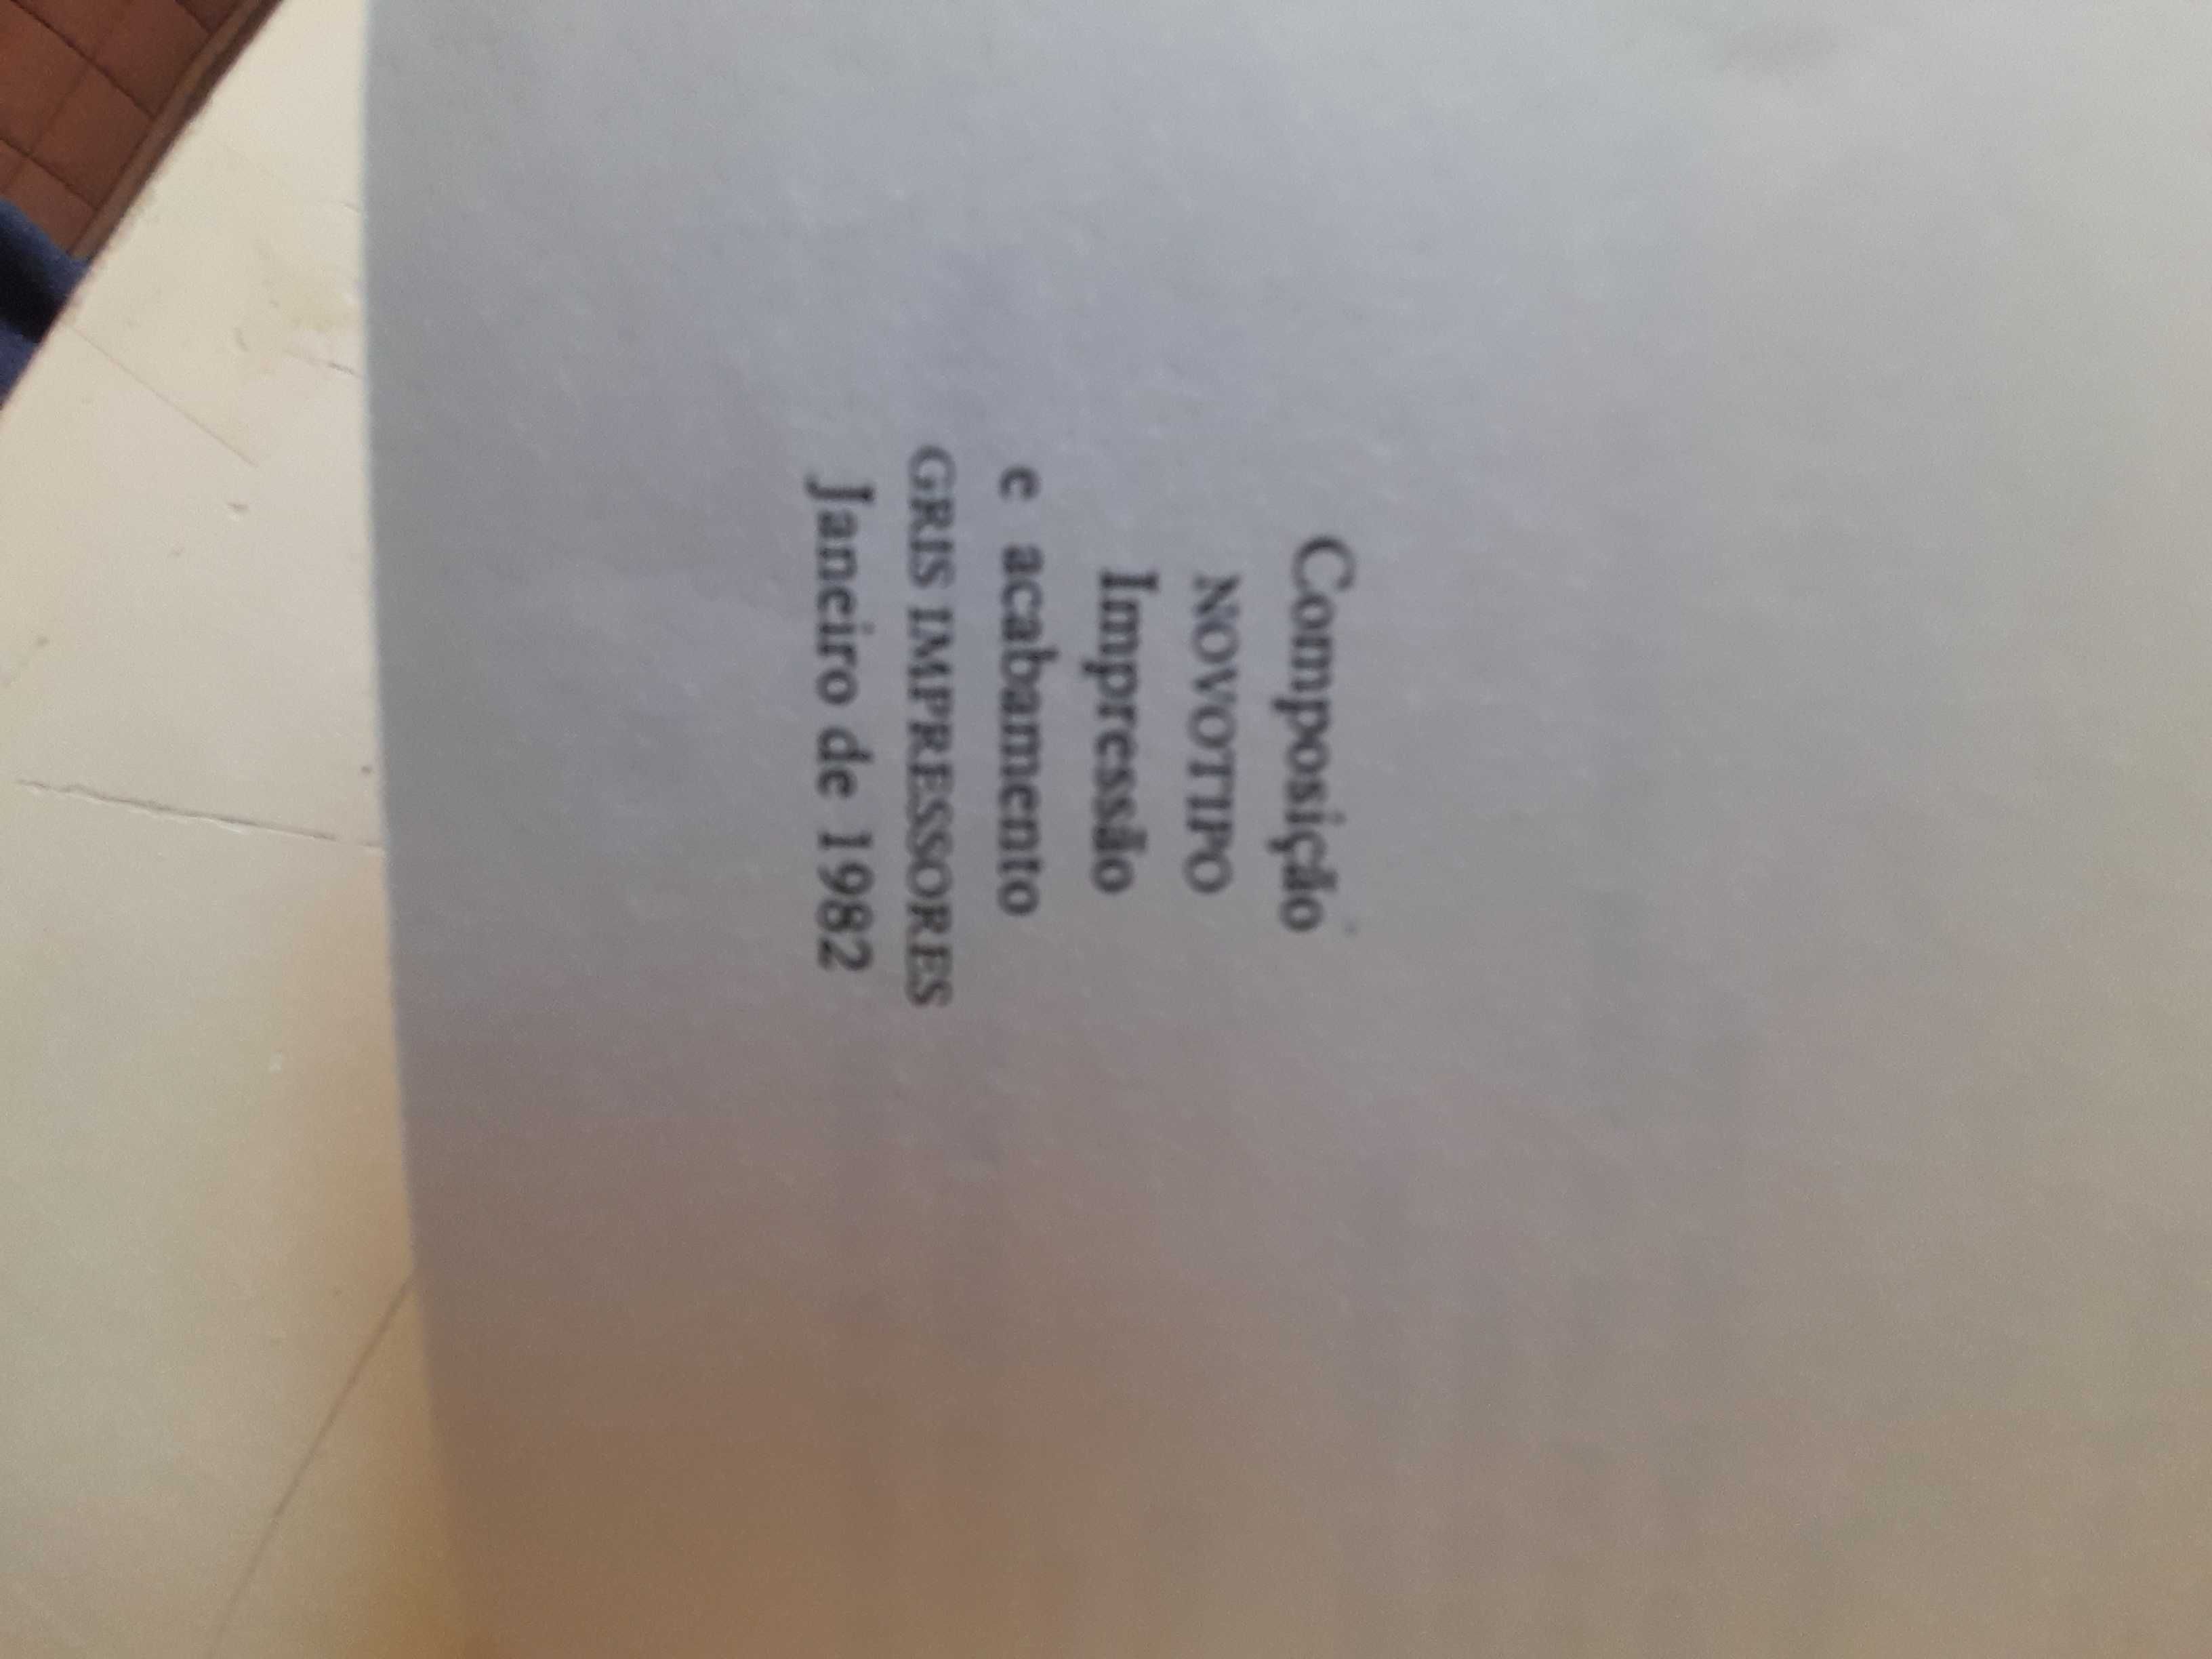 Composição
NOVOTIPO
Impressão
e acabamento
GRIS IMPRESSORES
Janeiro de 1982